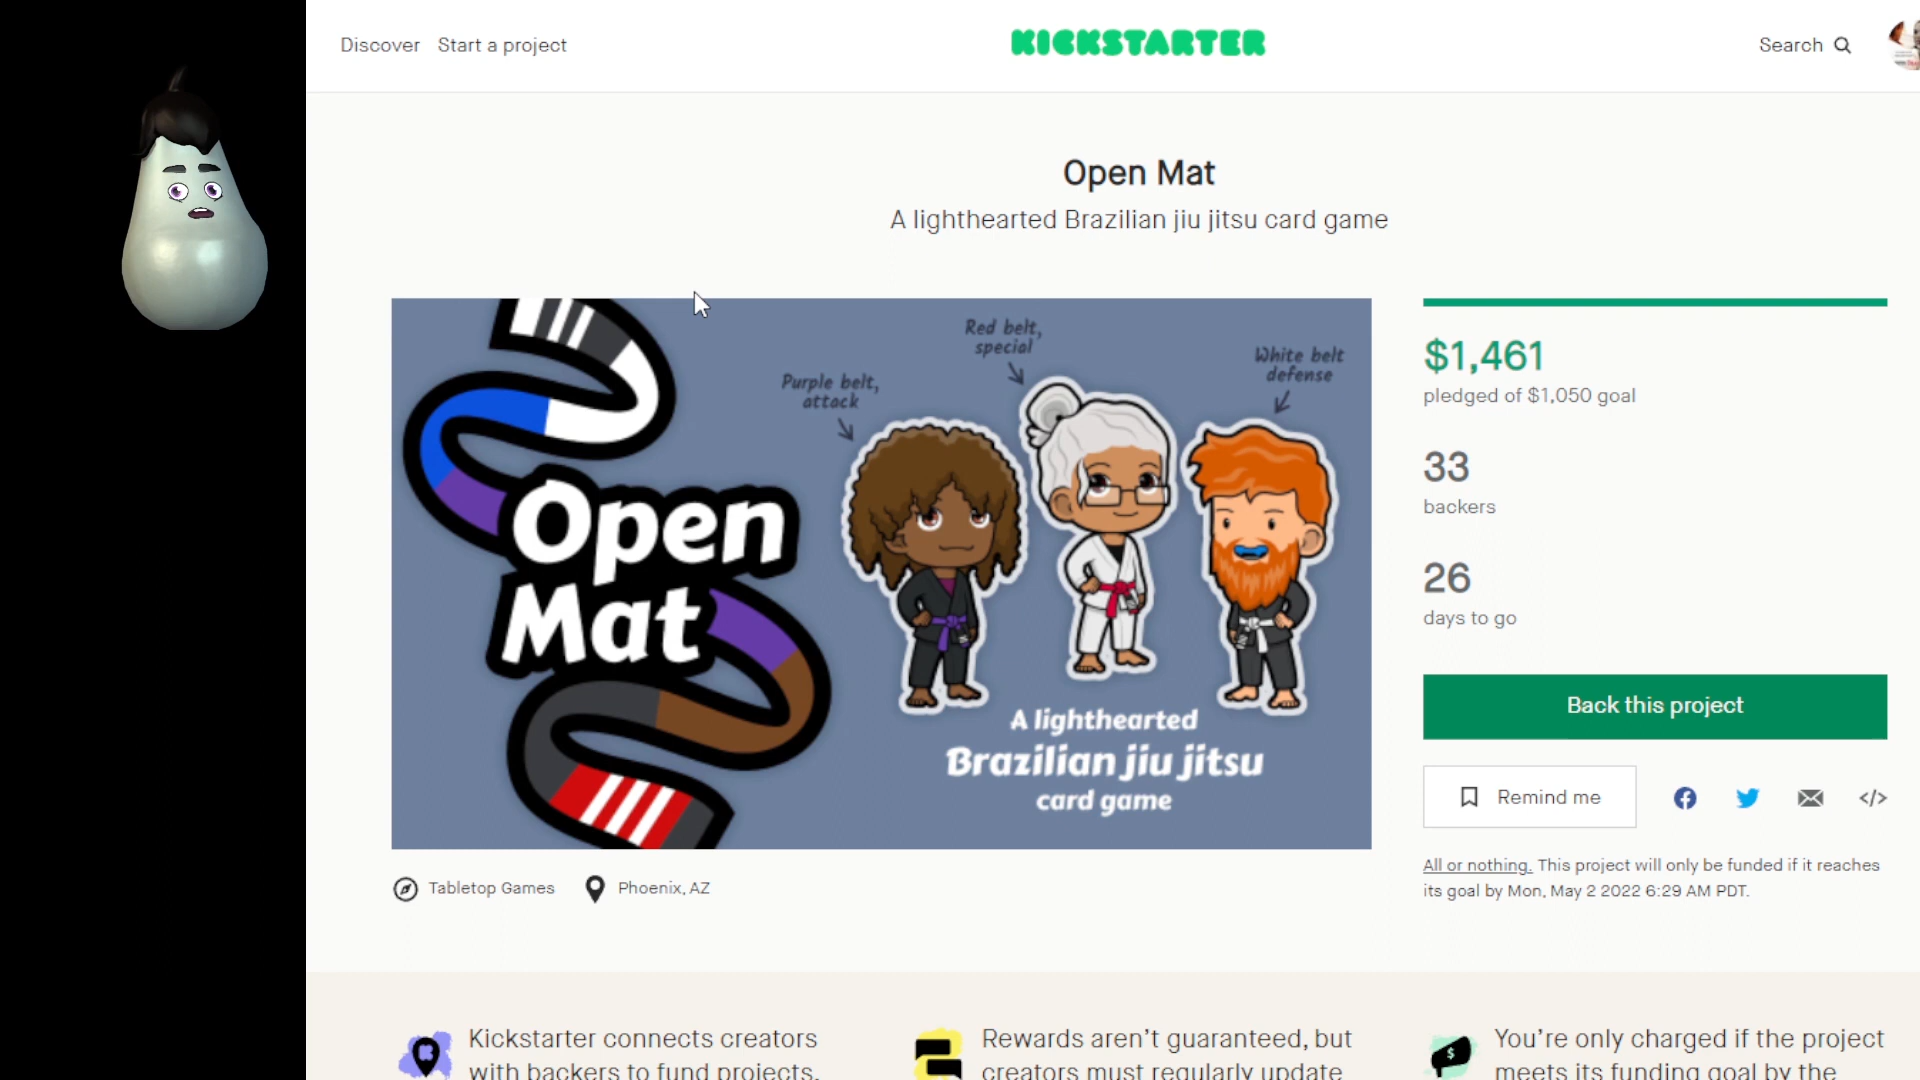 Discover Start a project
KICKSTARTER
Search
Open Mat
A lighthearted Brazilian jiu jitsu card game
Purple belt,
attack
Red belt,
special
White belt
defense
Open
Mat
A lighthearted
Brazilian jiu jitsu
card game
$1,461
pledged of $1,050 goal
33
backers
26
days to go
Back this project
Remind me
</>
All or nothing. This project will only be funded if it reaches
its goal by Mon, May 2 2022 6:29 AM PDT.
Tabletop Games
Phoenix, AZ
Kickstarter connects creators
with backers to fund projects.
Rewards aren't guaranteed, but
creators must regularly update
You're only charged if the project
meets its funding goal by the